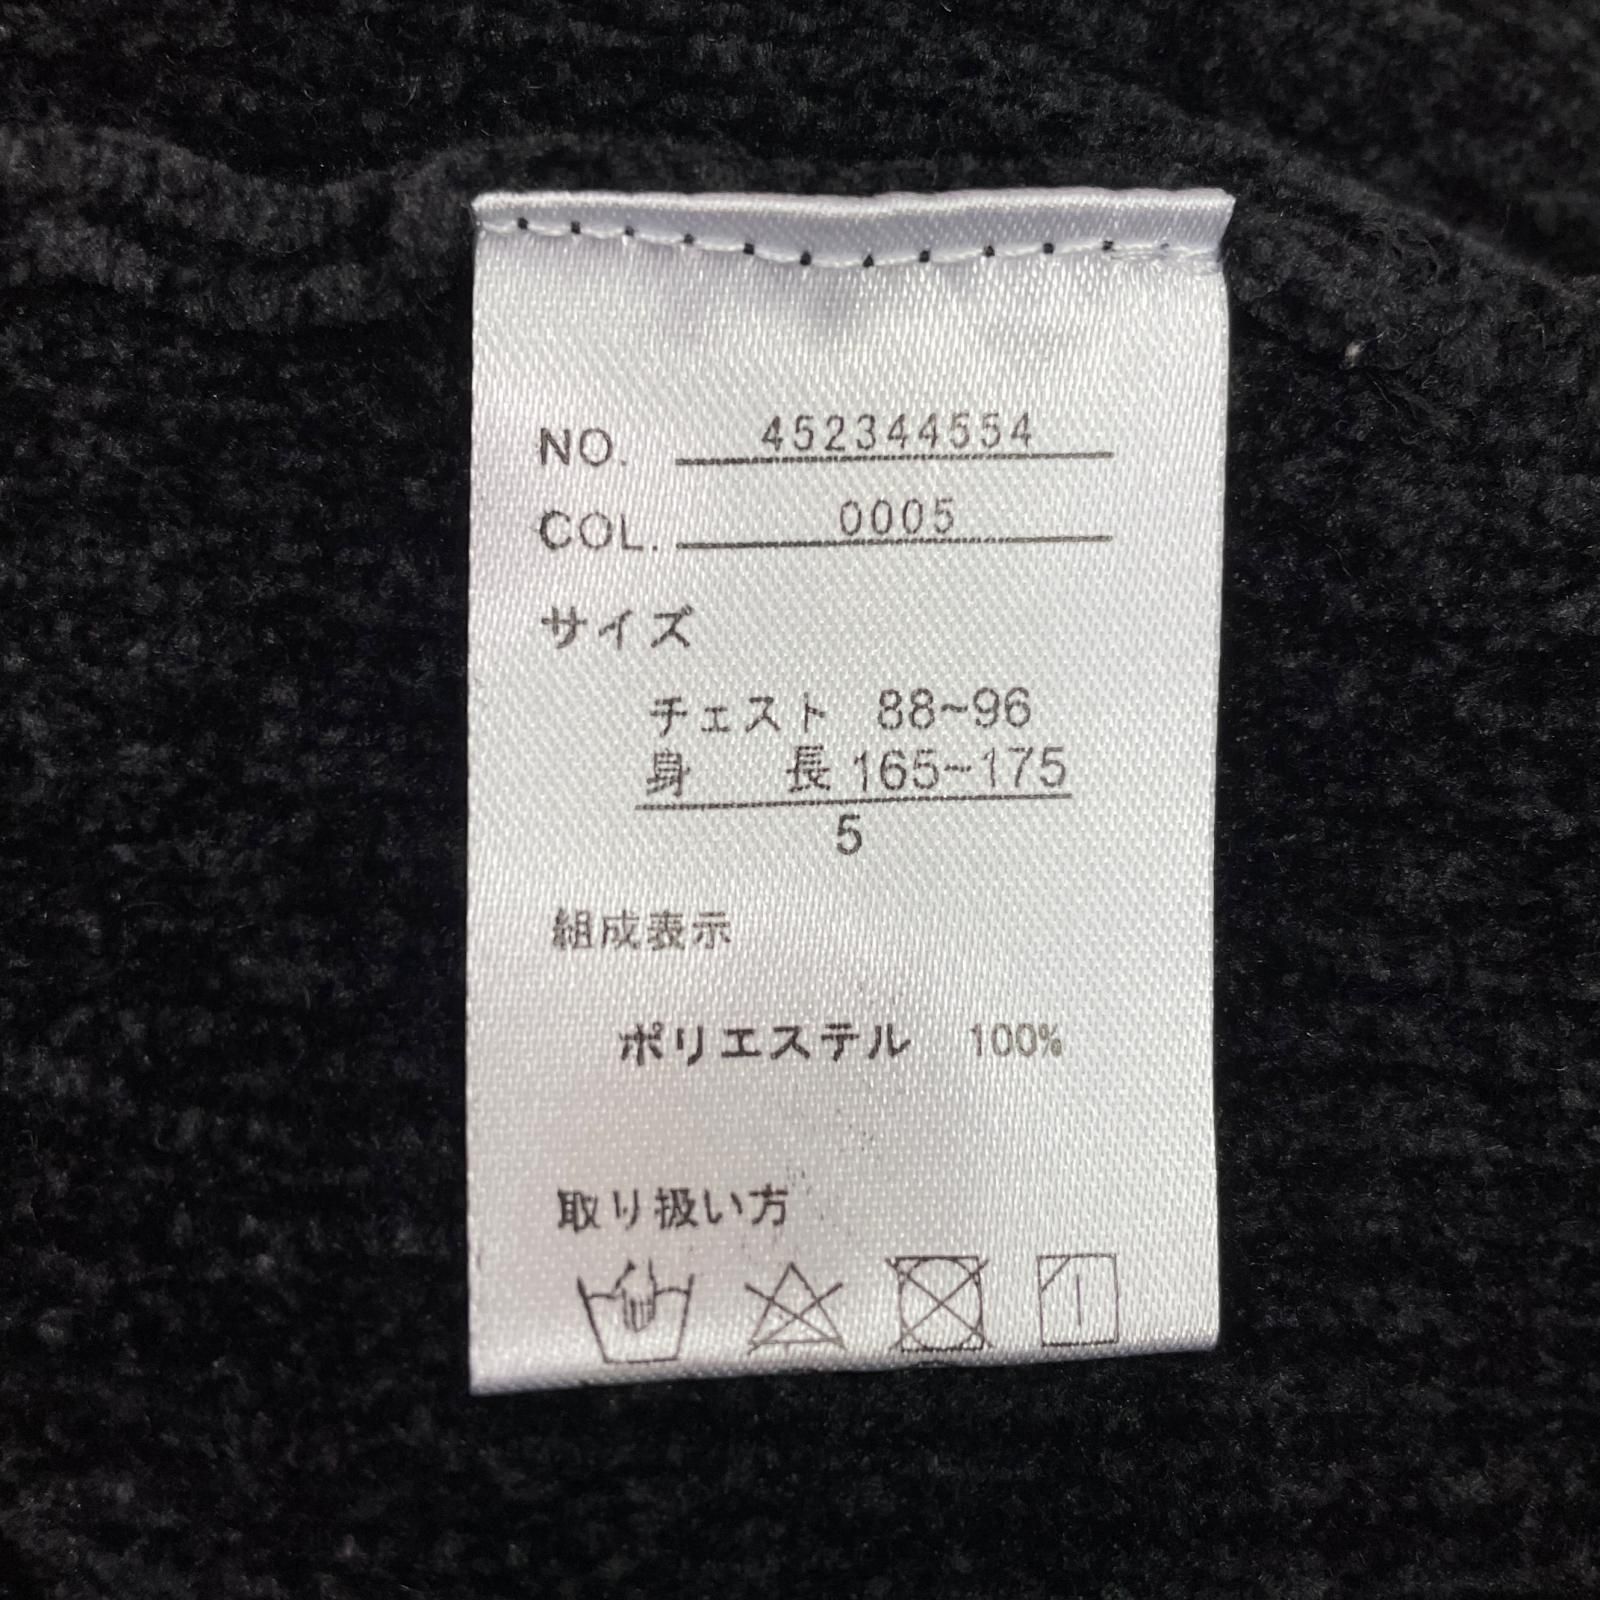 NO. 452344554
COL. 0005
サイズ
チェスト 88~96
身 長 165~175
5
組成表示
ポリエステル 100%
取り扱い方